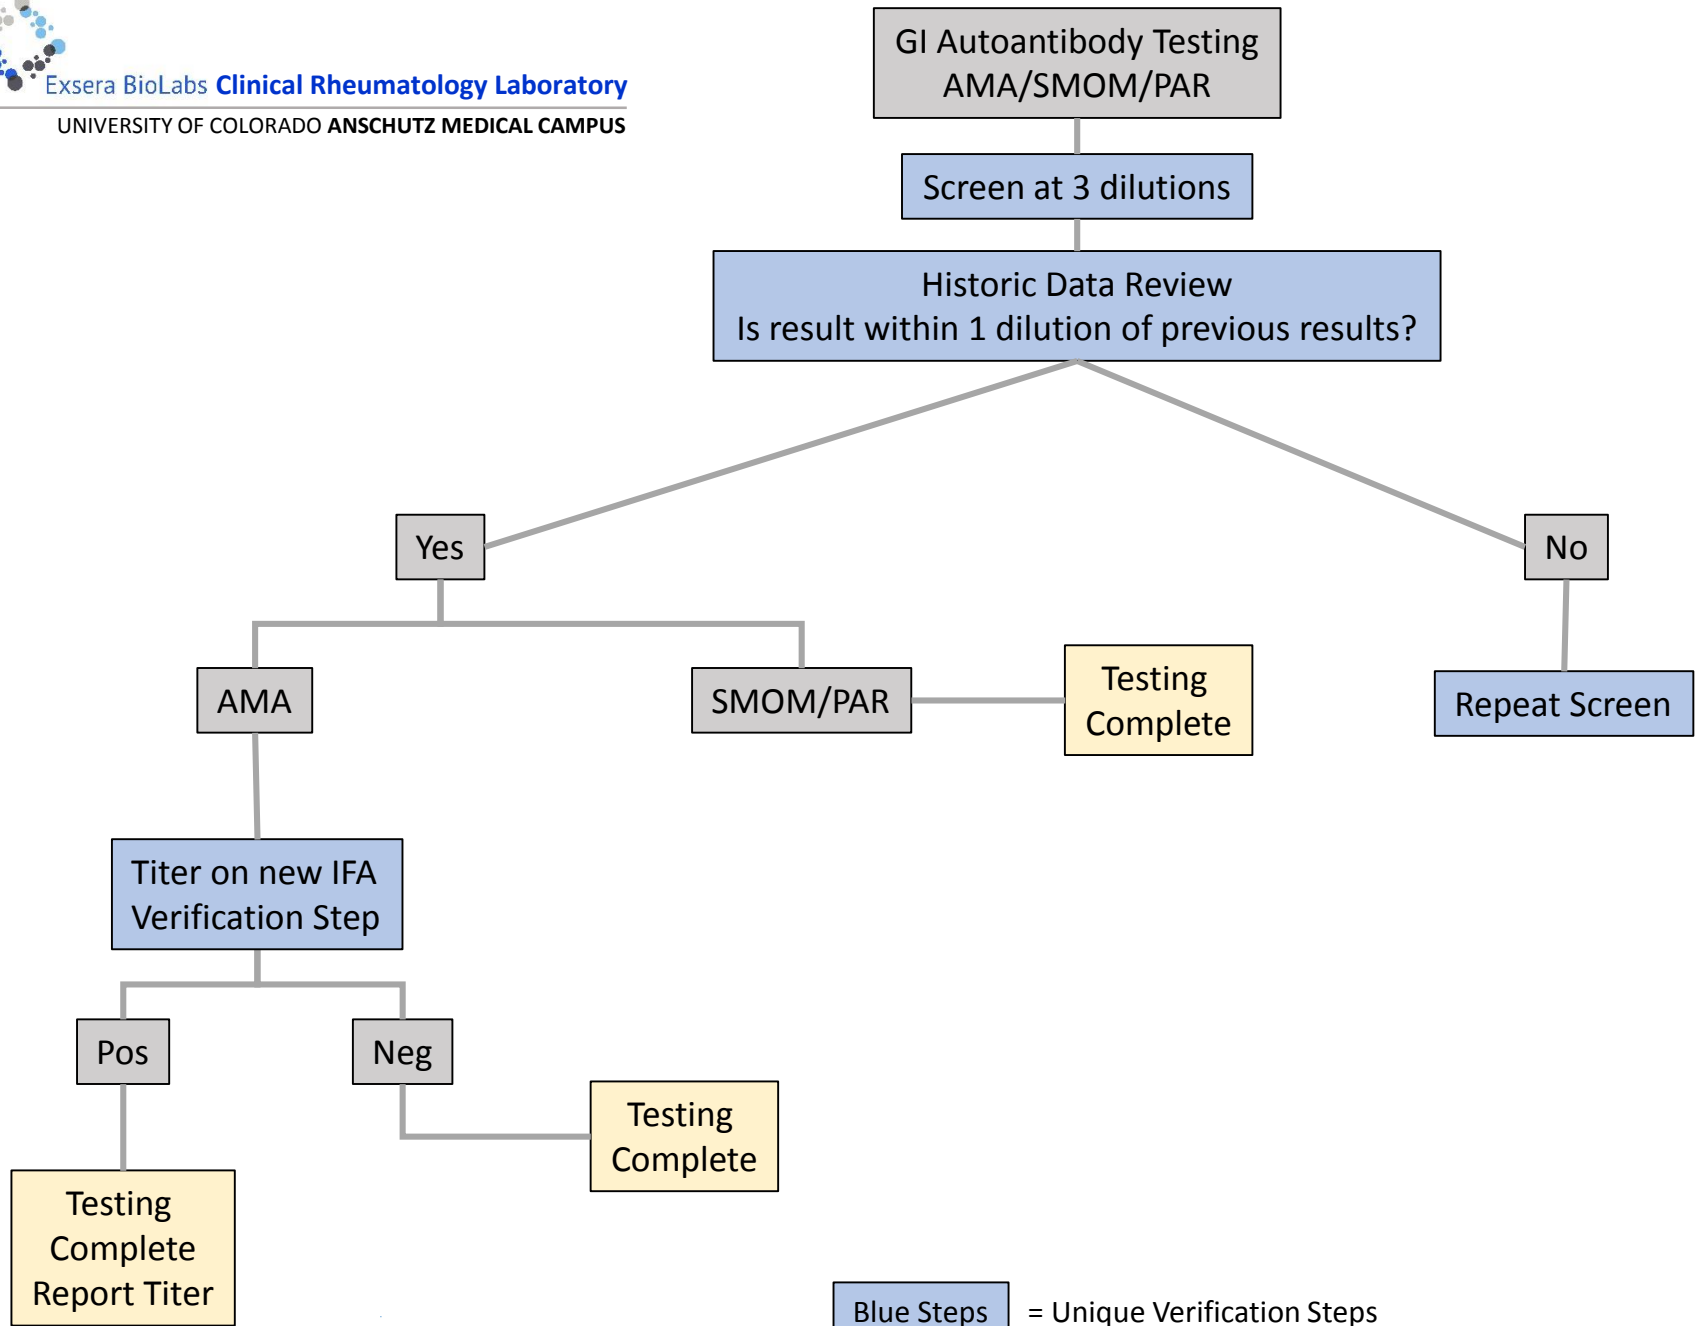 Exsera BioLabs Clinical Rheumatology Laboratory
UNIVERSITY OF COLORADO ANSCHUTZ MEDICAL CAMPUS
GI Autoantibody Testing
AMA/SMOM/PAR
Screen at 3 dilutions
Historic Data Review
Is result within 1 dilution of previous results?
Yes
No
AMA
SMOM/PAR
Testing
Complete
Repeat Screen
Titer on new IFA
Verification Step
Pos
Neg
Testing
Complete
Testing
Complete
Report Titer
Blue Steps = Unique Verification Steps